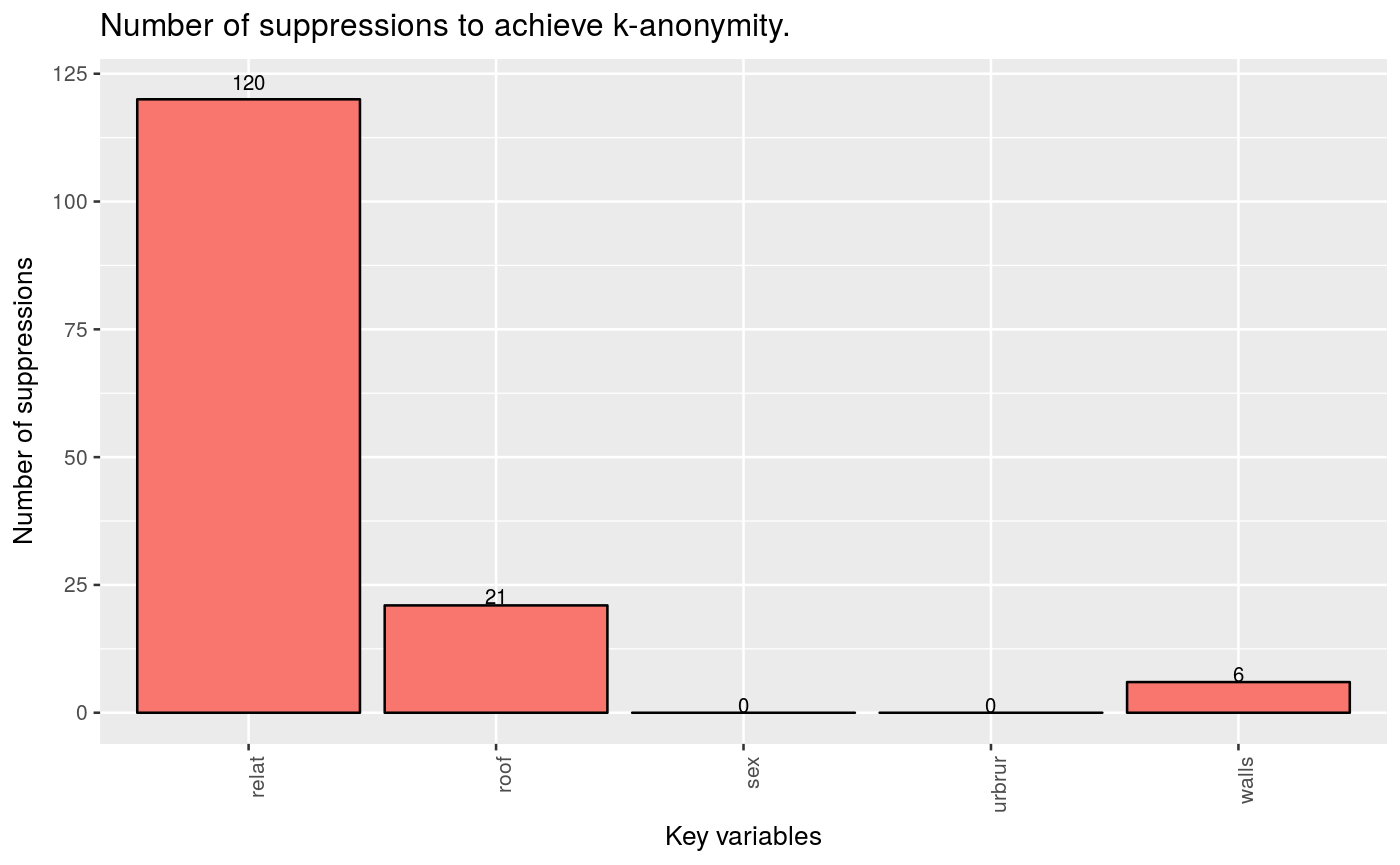 Number of suppressions to achieve k-anonymity.
Number of suppressions
125
100
75
50
25
0
120
21
0
0
6
relat
roof
sex
urbrur
walls
Key variables